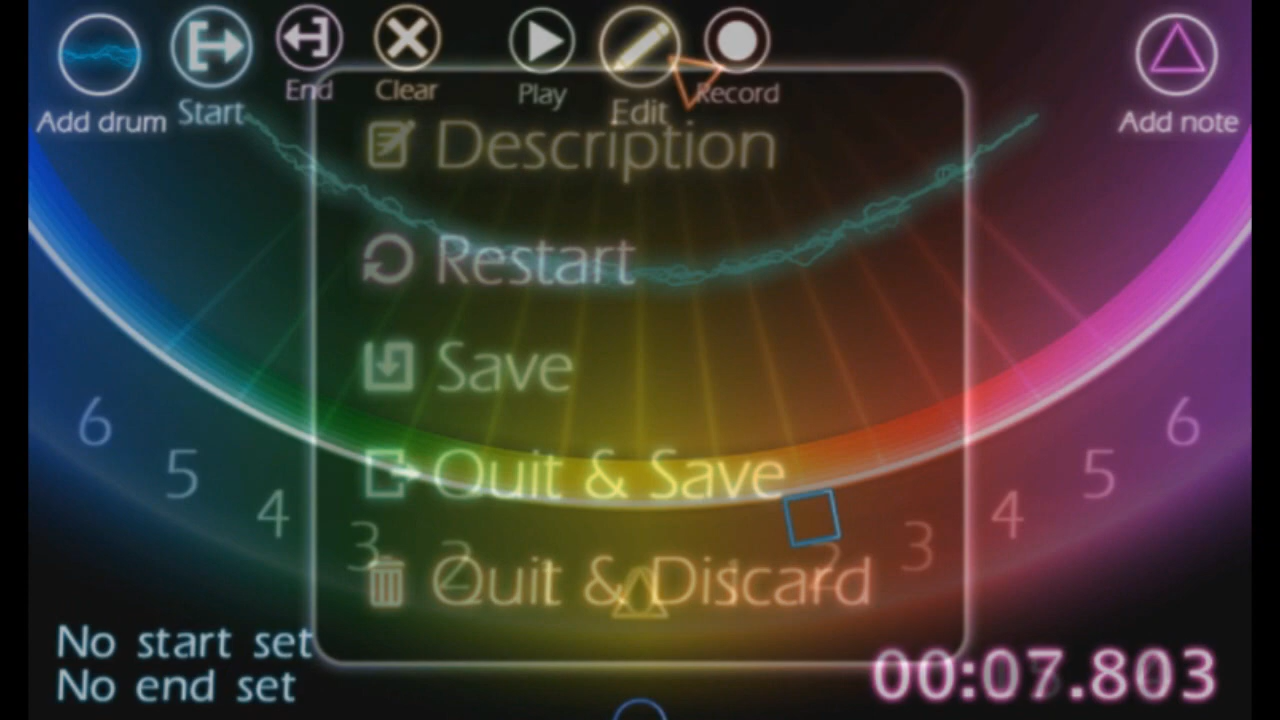 Add drum
Start
End
Clear
Play
Edit
Record
Add note
Description
Restart
Save
Quit & Save
Quit & Discard
6
5
4
3
2
1
2
3
4
5
6
No start set
No end set
00:07.803